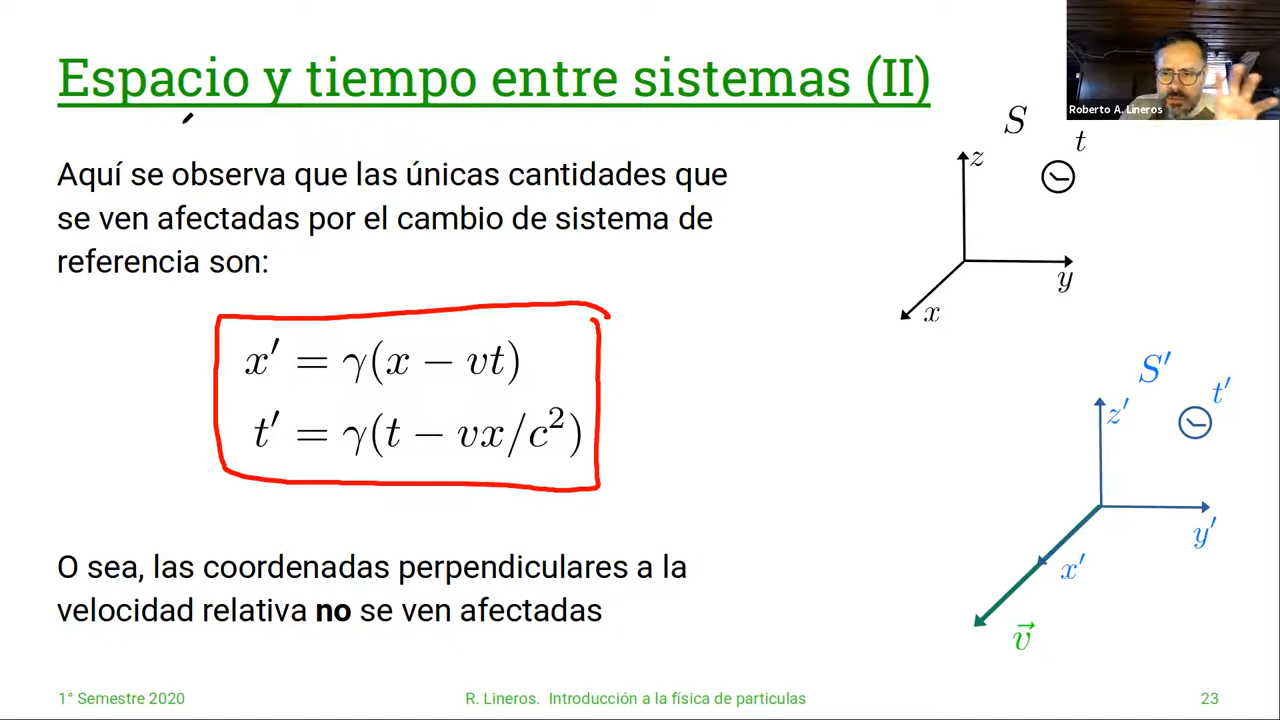 Espacio y tiempo entre sistemas (II)
Roberto A. Lineros
Aquí se observa que las únicas cantidades que
se ven afectadas por el cambio de sistema de
referencia son:
x′ = γ(x − vt)
t′ = γ(t − vx/c²)
O sea, las coordenadas perpendiculares a la
velocidad relativa no se ven afectadas
S
t
z
y
x
S′
t′
z′
y′
x′
v⃗
1° Semestre 2020
R. Lineros. Introducción a la física de particulas
23